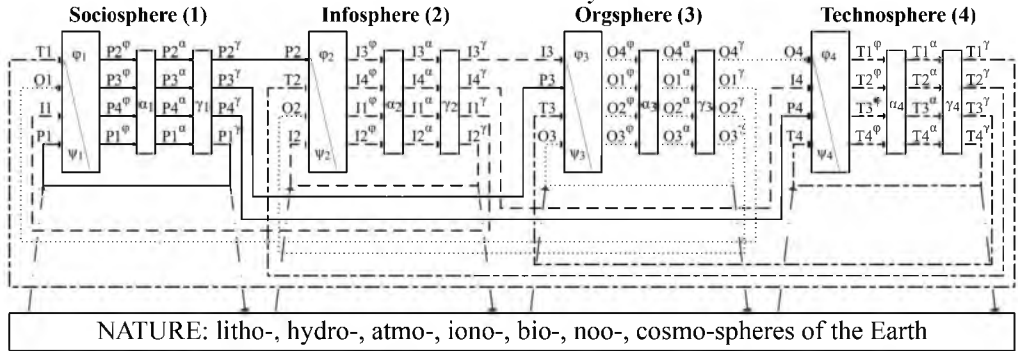 Sociosphere (1) Infosphere (2) Orgsphere (3) Technosphere (4)
T1 P2φ P2α P2γ P2 I3φ I3α I3γ I3 O4φ O4α O4γ O4 T1φ T1α T1γ
φ1 φ2 φ3 φ4
O1 P3φ P3α P3γ T2 I4φ I4α I4γ P3 O1φ O1α O1γ I4 T2φ T2α T2γ
α1 γ1 α2 γ2 α3 γ3 α4 γ4
I1 P4φ P4α P4γ O2 I1φ I1α I1γ T3 O2φ O2α O2γ P4 T3φ T3α T3γ
P1 P1φ P1α P1γ I2 I2φ I2α I2γ O3 O3φ O3α O3γ T4 T4φ T4α T4γ
ψ1 ψ2 ψ3 ψ4
NATURE: litho-, hydro-, atmo-, iono-, bio-, noo-, cosmo-spheres of the Earth